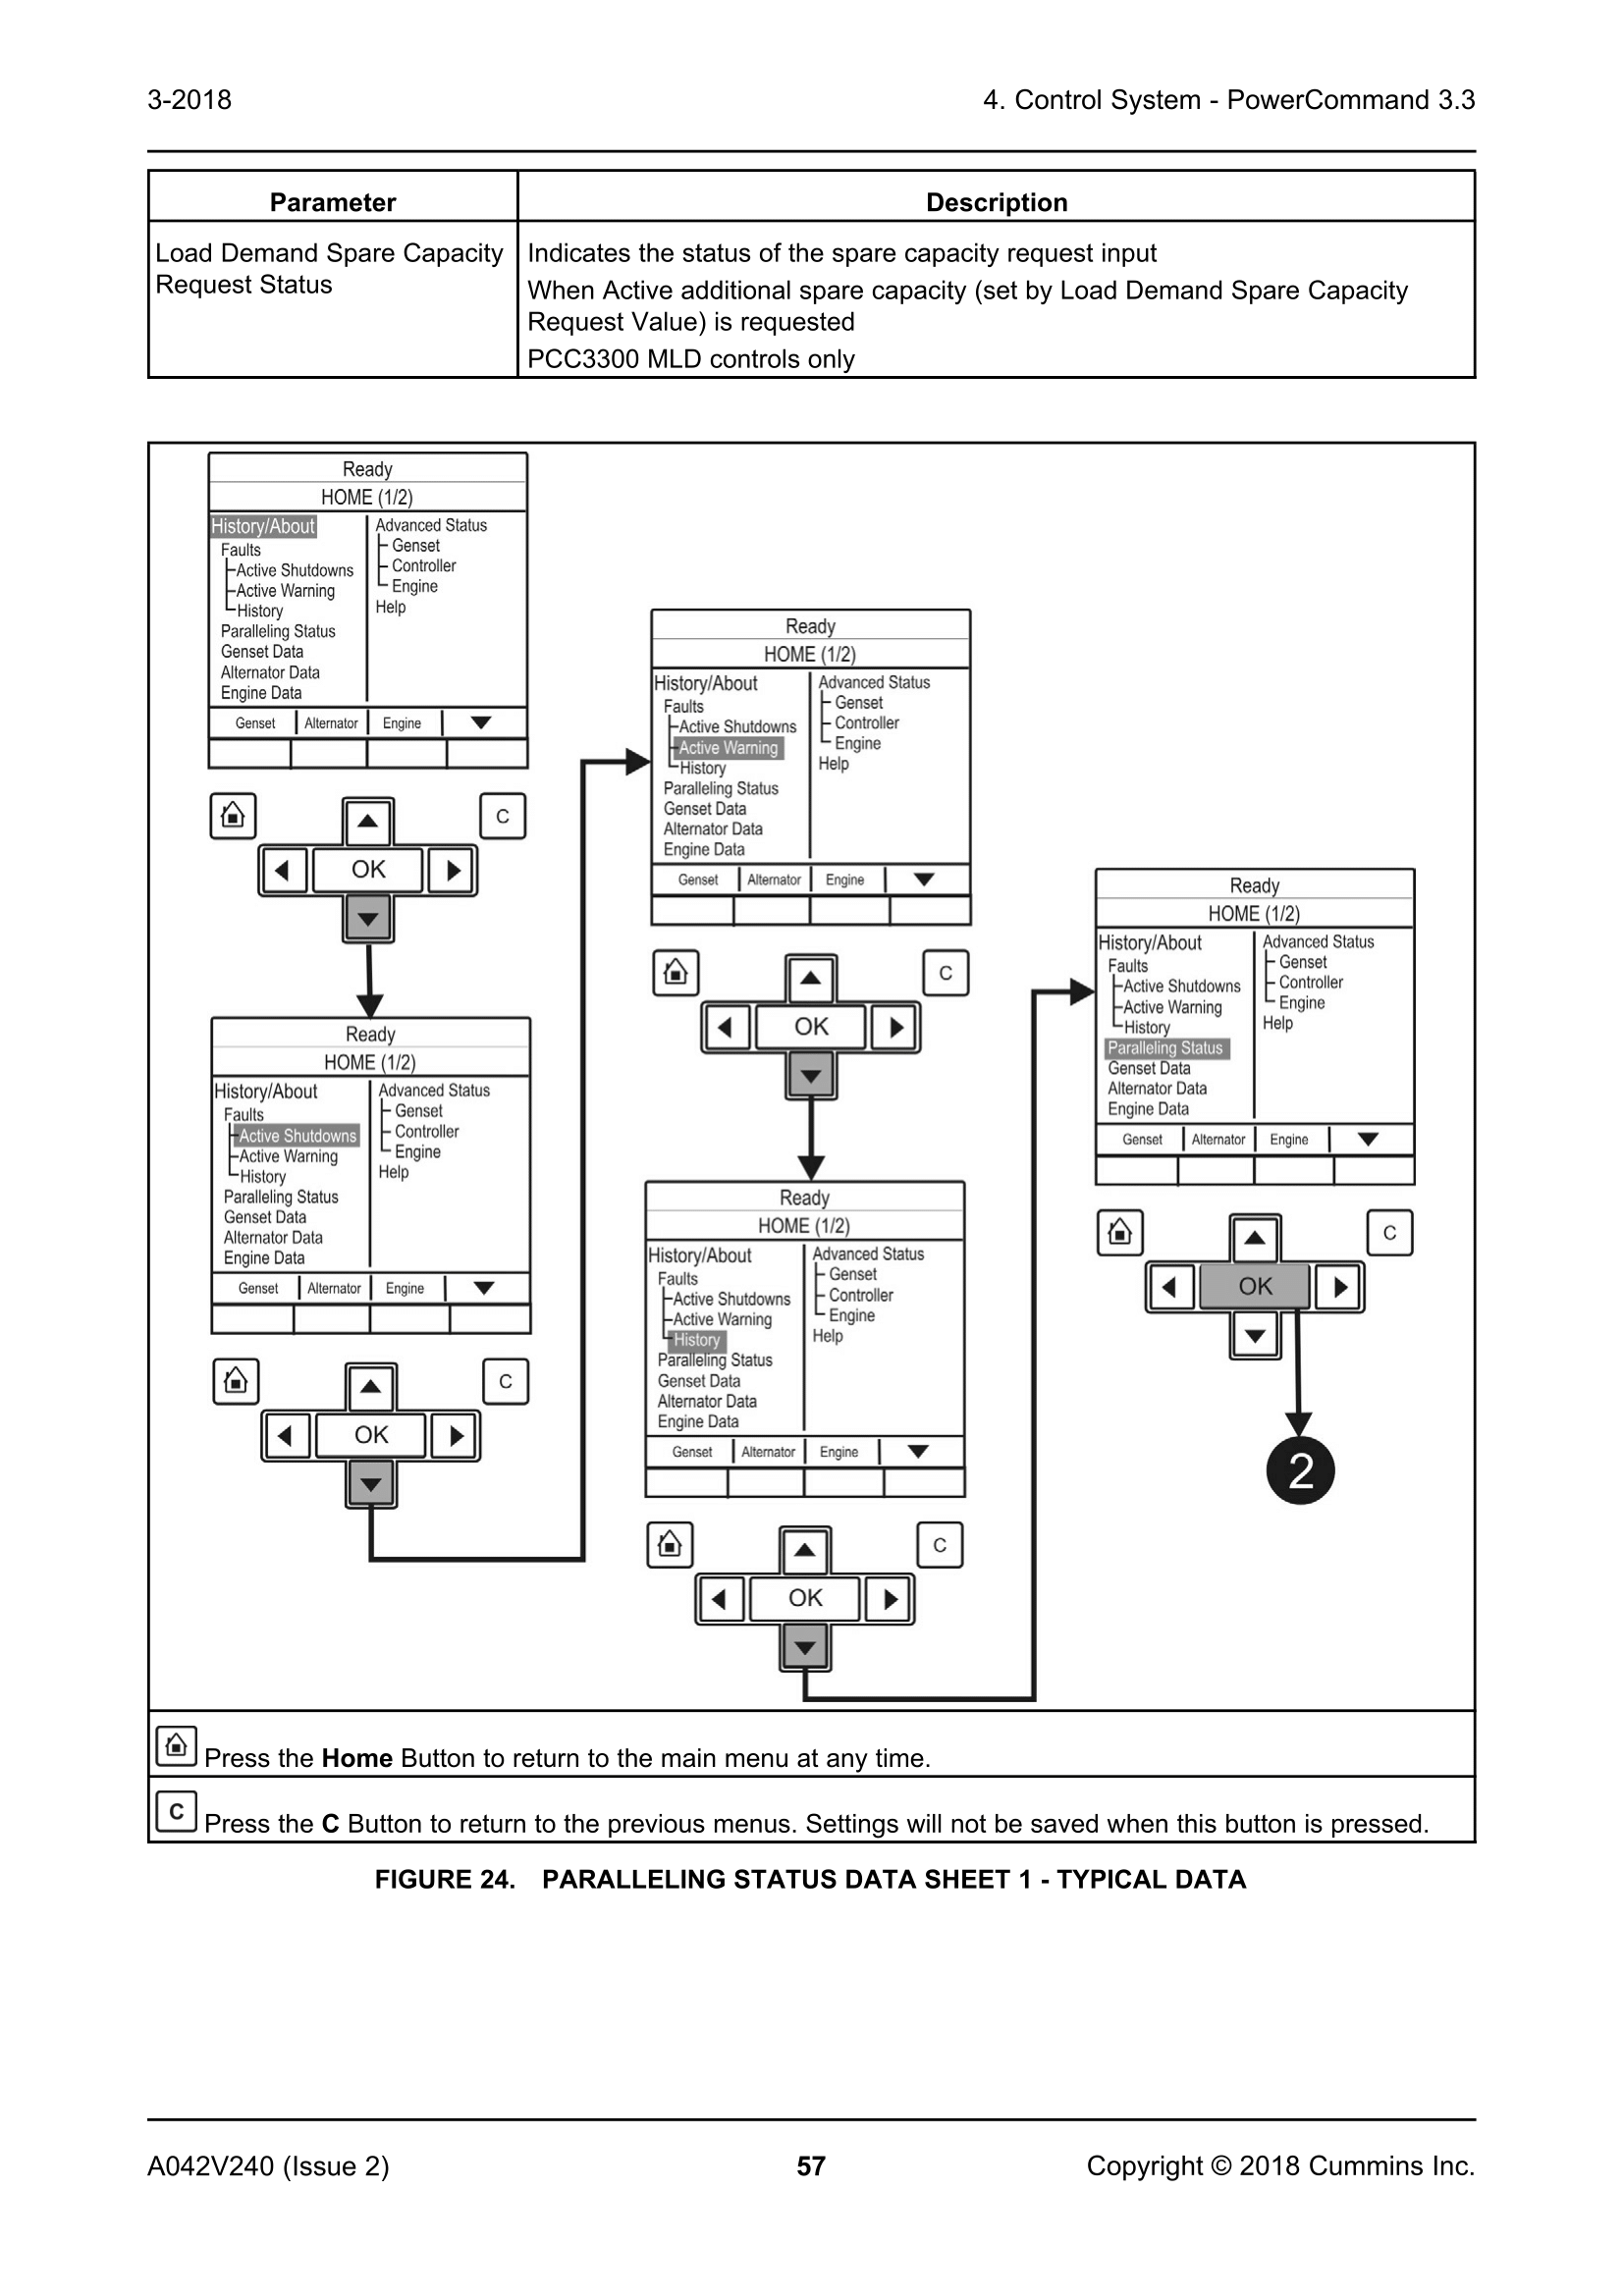 3-2018
4. Control System - PowerCommand 3.3
Parameter
Description
Load Demand Spare Capacity
Request Status
Indicates the status of the spare capacity request input
When Active additional spare capacity (set by Load Demand Spare Capacity
Request Value) is requested
PCC3300 MLD controls only
Ready
HOME (1/2)
History/About
Faults
Active Shutdowns
Active Warning
History
Paralleling Status
Genset Data
Alternator Data
Engine Data
Advanced Status
Genset
Controller
Engine
Help
Genset Alternator Engine
C
OK
Ready
HOME (1/2)
History/About
Faults
Active Shutdowns
Active Warning
History
Paralleling Status
Genset Data
Alternator Data
Engine Data
Advanced Status
Genset
Controller
Engine
Help
Genset Alternator Engine
C
OK
Ready
HOME (1/2)
History/About
Faults
Active Shutdowns
Active Warning
History
Paralleling Status
Genset Data
Alternator Data
Engine Data
Advanced Status
Genset
Controller
Engine
Help
Genset Alternator Engine
C
OK
Ready
HOME (1/2)
History/About
Faults
Active Shutdowns
Active Warning
History
Paralleling Status
Genset Data
Alternator Data
Engine Data
Advanced Status
Genset
Controller
Engine
Help
Genset Alternator Engine
C
OK
Ready
HOME (1/2)
History/About
Faults
Active Shutdowns
Active Warning
History
Paralleling Status
Genset Data
Alternator Data
Engine Data
Advanced Status
Genset
Controller
Engine
Help
Genset Alternator Engine
C
OK
2
Press the Home Button to return to the main menu at any time.
C Press the C Button to return to the previous menus. Settings will not be saved when this button is pressed.
FIGURE 24. PARALLELING STATUS DATA SHEET 1 - TYPICAL DATA
A042V240 (Issue 2)
57
Copyright © 2018 Cummins Inc.